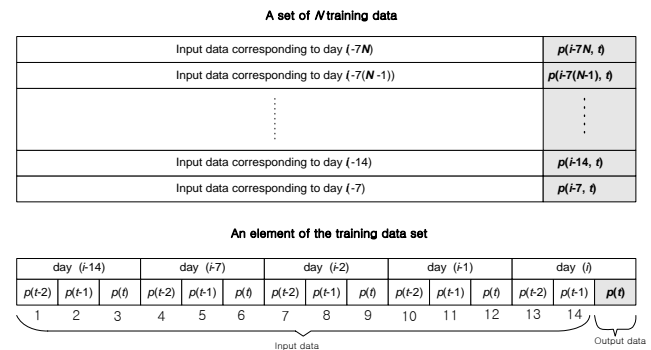 A set of N training data
Input data corresponding to day (i-7N) p(i-7N, t)
Input data corresponding to day (i-7(N-1)) p(i-7(N-1), t)
Input data corresponding to day (i-14) p(i-14, t)
Input data corresponding to day (i-7) p(i-7, t)
An element of the training data set
day (i-14) day (i-7) day (i-2) day (i-1) day (i)
p(t-2) p(t-1) p(t) p(t-2) p(t-1) p(t) p(t-2) p(t-1) p(t) p(t-2) p(t-1) p(t) p(t-2) p(t-1) p(t)
1 2 3 4 5 6 7 8 9 10 11 12 13 14
Input data Output data